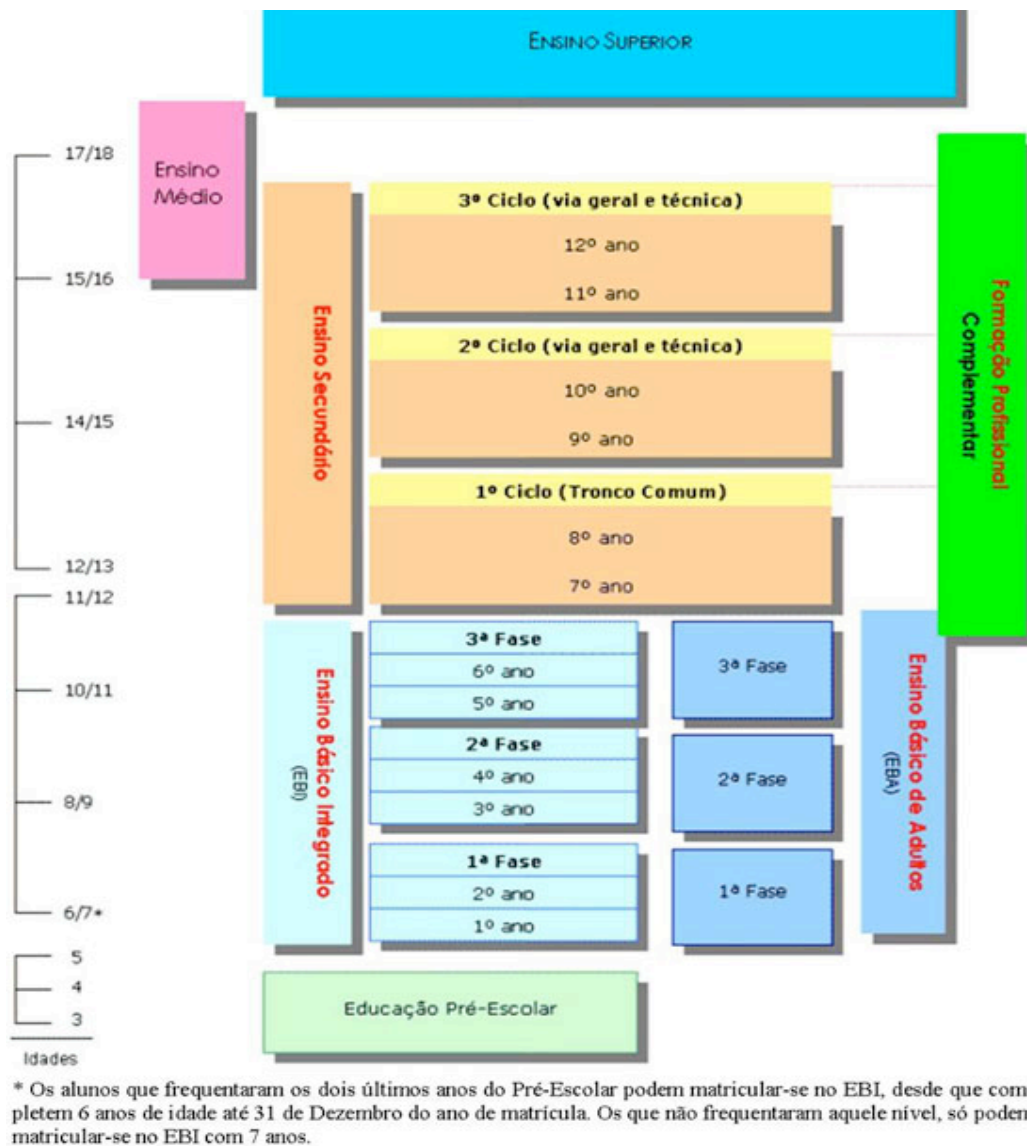 ENSINO SUPERIOR
17/18
Ensino
Médio
3º Ciclo (via geral e técnica)
12º ano
15/16
11º ano
Ensino Secundário
2º Ciclo (via geral e técnica)
10º ano
14/15
9º ano
1º Ciclo (Tronco Comum)
8º ano
12/13
7º ano
Formação Profissional
Complementar
11/12
3ª Fase
6º ano
5º ano
3ª Fase
10/11
Ensino Básico Integrado
(EBI)
2ª Fase
4º ano
3º ano
2ª Fase
8/9
Ensino Básico de Adultos
(EBA)
1ª Fase
2º ano
1º ano
1ª Fase
6/7*
5
4
3
Educação Pré-Escolar
Idades
* Os alunos que frequentaram os dois últimos anos do Pré-Escolar podem matricular-se no EBI, desde que com
pletem 6 anos de idade até 31 de Dezembro do ano de matrícula. Os que não frequentaram aquele nível, só podem
matricular-se no EBI com 7 anos.